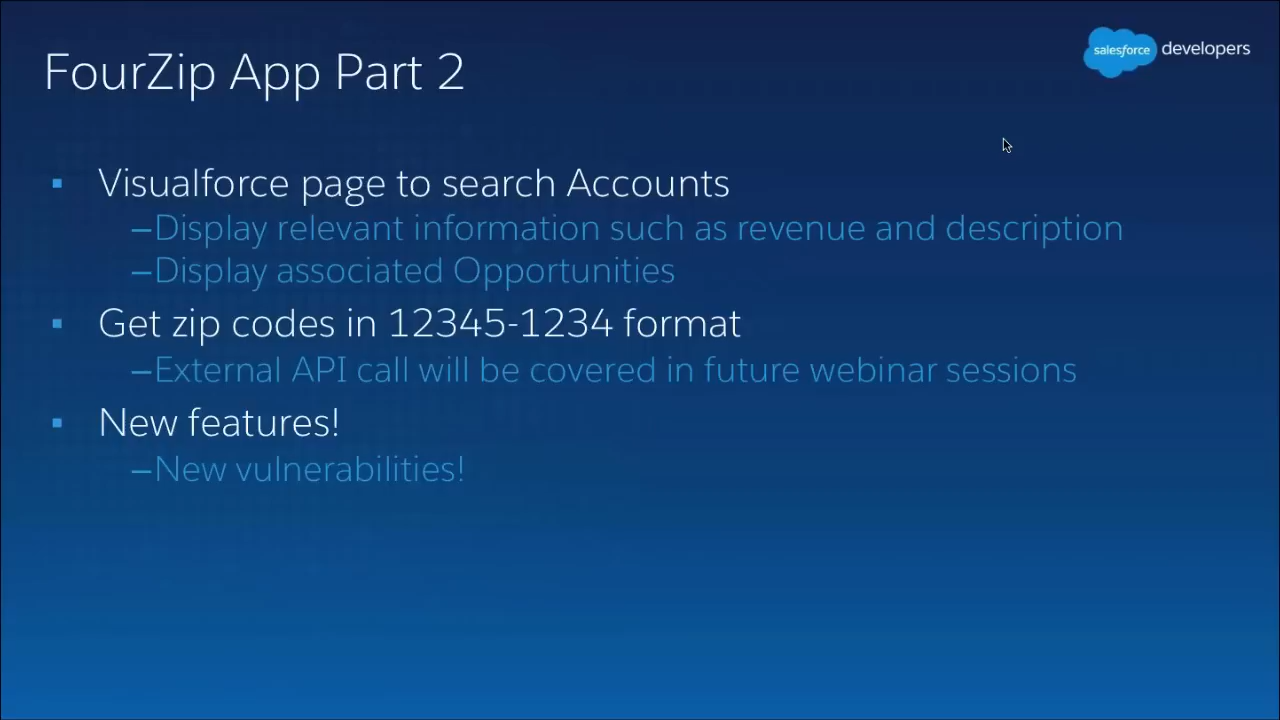 FourZip App Part 2
salesforce developers
▪ Visualforce page to search Accounts
–Display relevant information such as revenue and description
–Display associated Opportunities
▪ Get zip codes in 12345-1234 format
–External API call will be covered in future webinar sessions
▪ New features!
–New vulnerabilities!